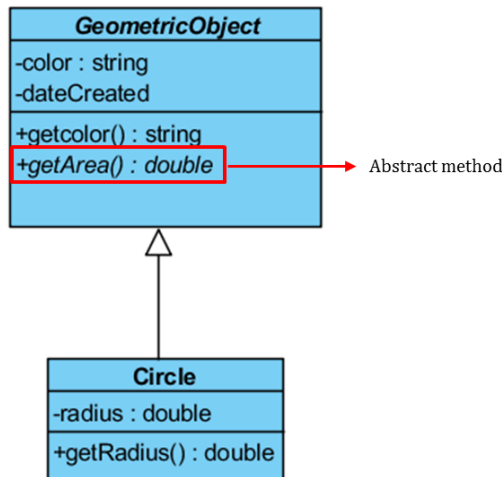 GeometricObject
-color : string
-dateCreated
+getcolor() : string
+getArea() : double
Abstract method
Circle
-radius : double
+getRadius() : double